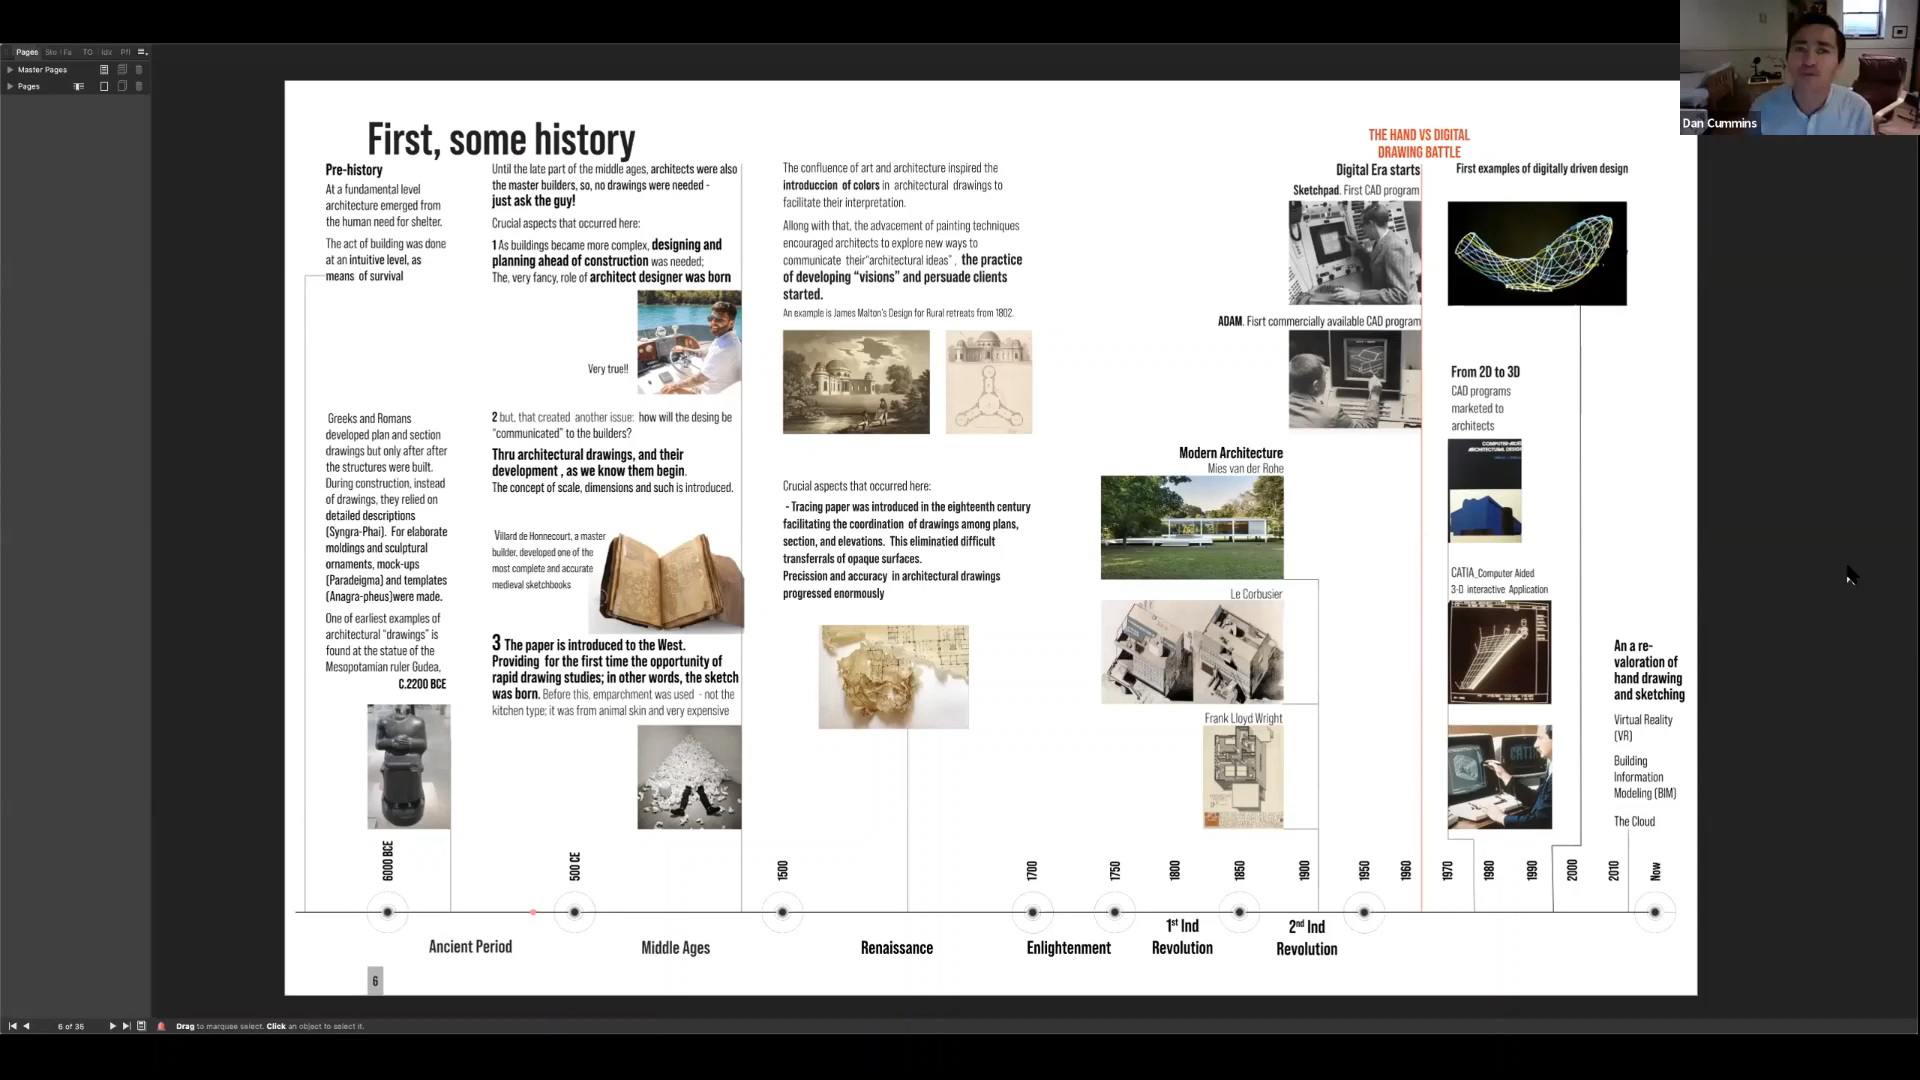 Pages Sto Fa TO Idx Pfl
Master Pages
Pages
Dan Cummins
First, some history
Pre-history
At a fundamental level
architecture emerged from
the human need for shelter.
The act of building was done
at an intuitive level, as
means of survival
Greeks and Romans
developed plan and section
drawings but only after after
the structures were built.
During construction, instead
of drawings, they relied on
detailed descriptions
(Syngra-Phai). For elaborate
moldings and sculptural
ornaments, mock-ups
(Paradeigma) and templates
(Anagra-pheus)were made.
One of earliest examples of
architectural "drawings" is
found at the statue of the
Mesopotamian ruler Gudea,
C.2200 BCE
Until the late part of the middle ages, architects were also
the master builders, so, no drawings were needed -
just ask the guy!
Crucial aspects that occurred here:
1 As buildings became more complex, designing and
planning ahead of construction was needed;
The, very fancy, role of architect designer was born
Very true!!
2 but, that created another issue: how will the desing be
"communicated" to the builders?
Thru architectural drawings, and their
development , as we know them begin.
The concept of scale, dimensions and such is introduced.
Villard de Honnecourt, a master
builder, developed one of the
most complete and accurate
medieval sketchbooks
3 The paper is introduced to the West.
Providing for the first time the opportunity of
rapid drawing studies; in other words, the sketch
was born. Before this, emparchment was used - not the
kitchen type; it was from animal skin and very expensive
The confluence of art and architecture inspired the
introduccion of colors in architectural drawings to
facilitate their interpretation.
Along with that, the advacement of painting techniques
encouraged architects to explore new ways to
communicate their"architectural ideas" , the practice
of developing "visions" and persuade clients
started.
An example is James Malton's Design for Rural retreats from 1802.
Crucial aspects that occurred here:
- Tracing paper was introduced in the eighteenth century
facilitating the coordination of drawings among plans,
section, and elevations. This eliminatied difficult
transferrals of opaque surfaces.
Precission and accuracy in architectural drawings
progressed enormously
Modern Architecture
Mies van der Rohe
Le Corbusier
Frank Lloyd Wright
THE HAND VS DIGITAL
DRAWING BATTLE
Digital Era starts
Sketchpad. First CAD program
ADAM. Fisrt commercially available CAD program
First examples of digitally driven design
From 2D to 3D
CAD programs
marketed to
architects
COMPUTER-AIDED
ARCHITECTURAL DESIGN
CATIA_Computer Aided
3-D interactive Application
CATIA
An a re-
valoration of
hand drawing
and sketching
Virtual Reality
(VR)
Building
Information
Modeling (BIM)
The Cloud
6000 BCE
500 CE
1500
1700
1750
1800
1850
1900
1950
1960
1970
1980
1990
2000
2010
Now
Ancient Period
Middle Ages
Renaissance
Enlightenment
1st Ind
Revolution
2nd Ind
Revolution
6
6 of 35
Drag to marquee select. Click an object to select it.